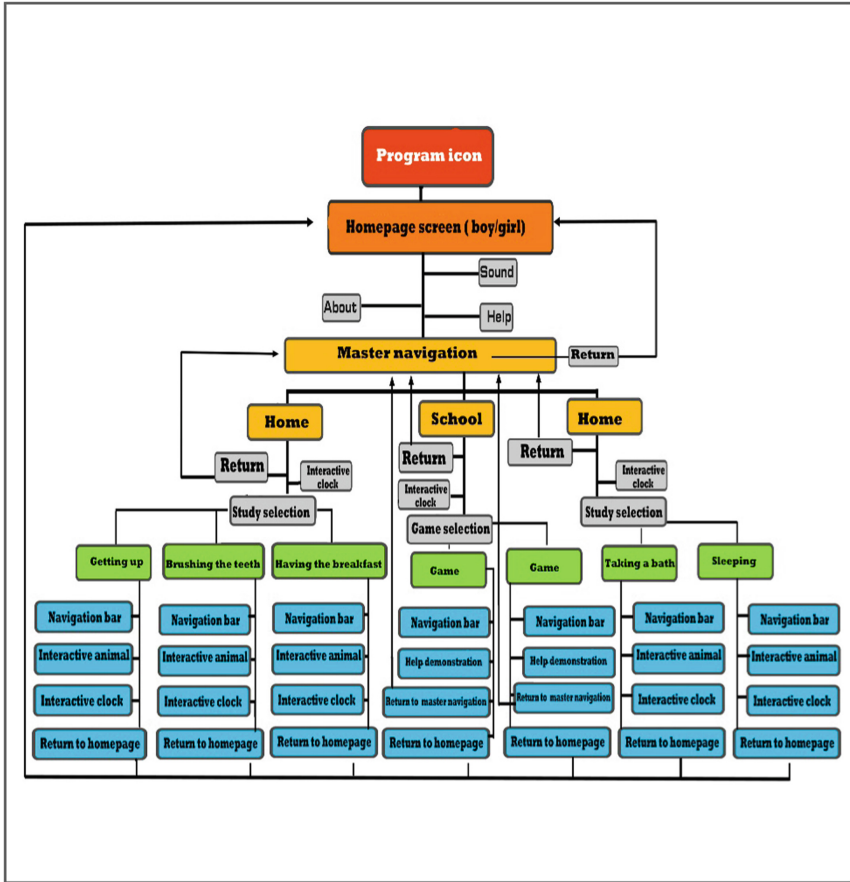 Program icon
Homepage screen ( boy/girl)
Sound
About
Help
Master navigation
Return
Home
School
Home
Return
Interactive
clock
Return
Interactive
clock
Return
Interactive
clock
Study selection
Game selection
Study selection
Getting up
Brushing the teeth
Having the breakfast
Game
Game
Taking a bath
Sleeping
Navigation bar
Navigation bar
Navigation bar
Navigation bar
Navigation bar
Navigation bar
Navigation bar
Interactive animal
Interactive animal
Interactive animal
Help demonstration
Help demonstration
Interactive animal
Interactive animal
Interactive clock
Interactive clock
Interactive clock
Return to master navigation
Return to master navigation
Interactive clock
Interactive clock
Return to homepage
Return to homepage
Return to homepage
Return to homepage
Return to homepage
Return to homepage
Return to homepage